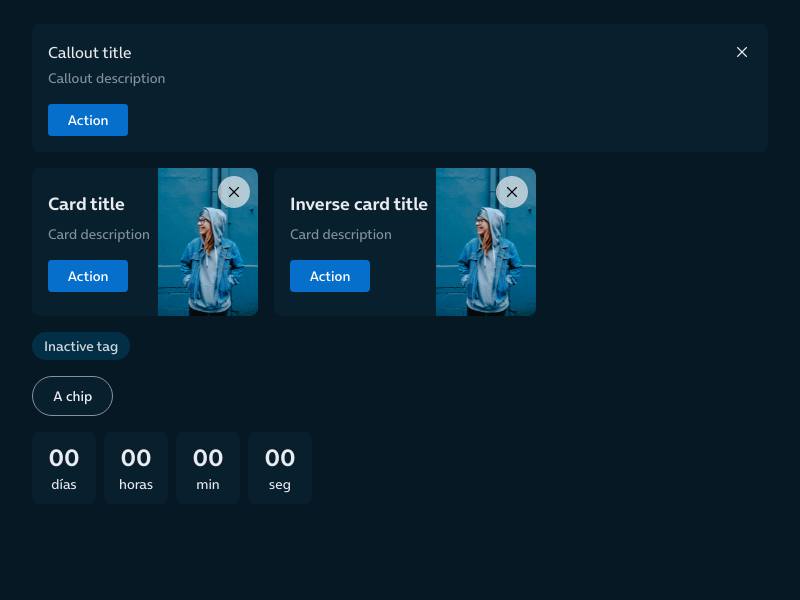 Callout title
Callout description
Action
Card title
Card description
Action
Inverse card title
Card description
Action
Inactive tag
A chip
00 00 00 00
días horas min seg